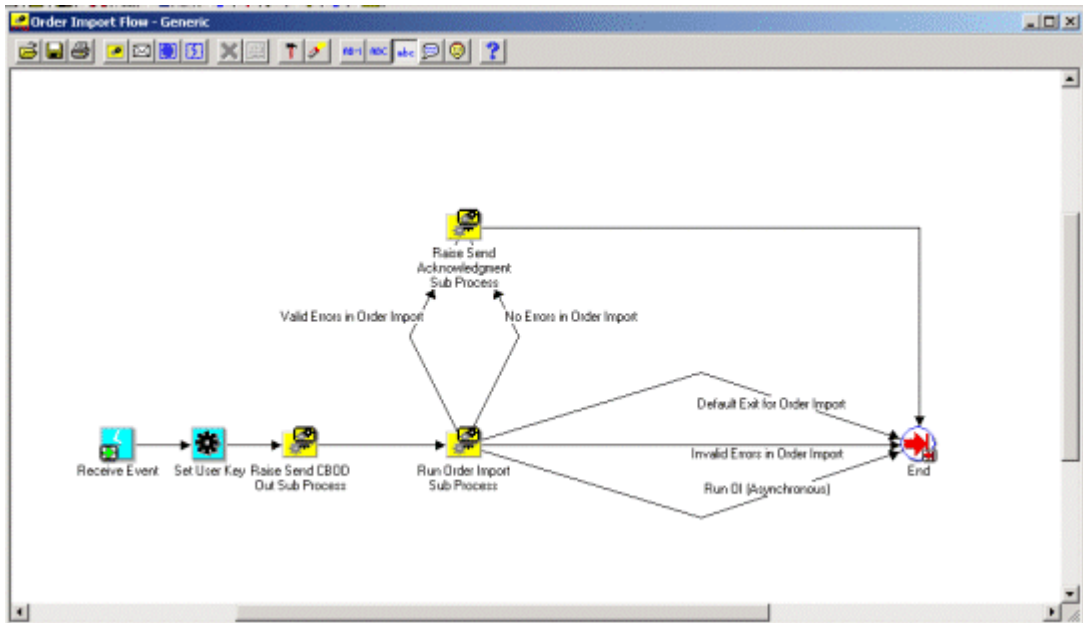 Order Import Flow - Generic
Raise Send
Acknowledgment
Sub Process
Valid Errors in Order Import
No Errors in Order Import
Default Exit for Order Import
Receive Event
Set User Key
Raise Send CBOD
Out Sub Process
Run Order Import
Sub Process
Invalid Errors in Order Import
End
Run OI (Asynchronous)